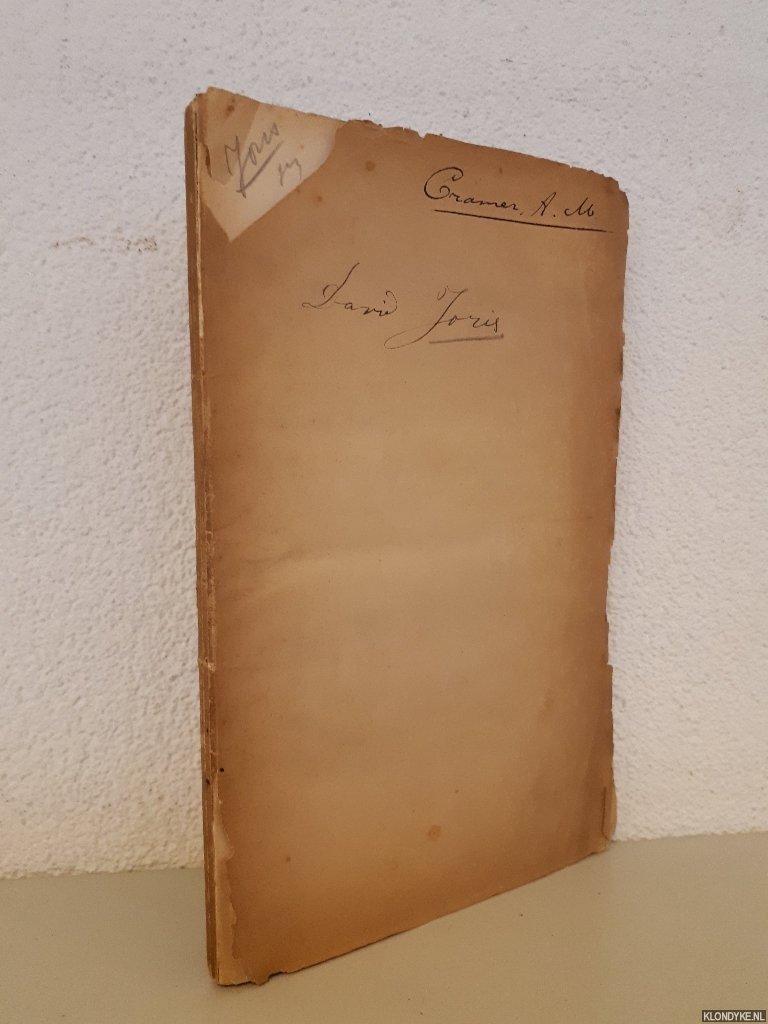 Joris
Cramer, A. M
David Joris
KLONDYKE.NL